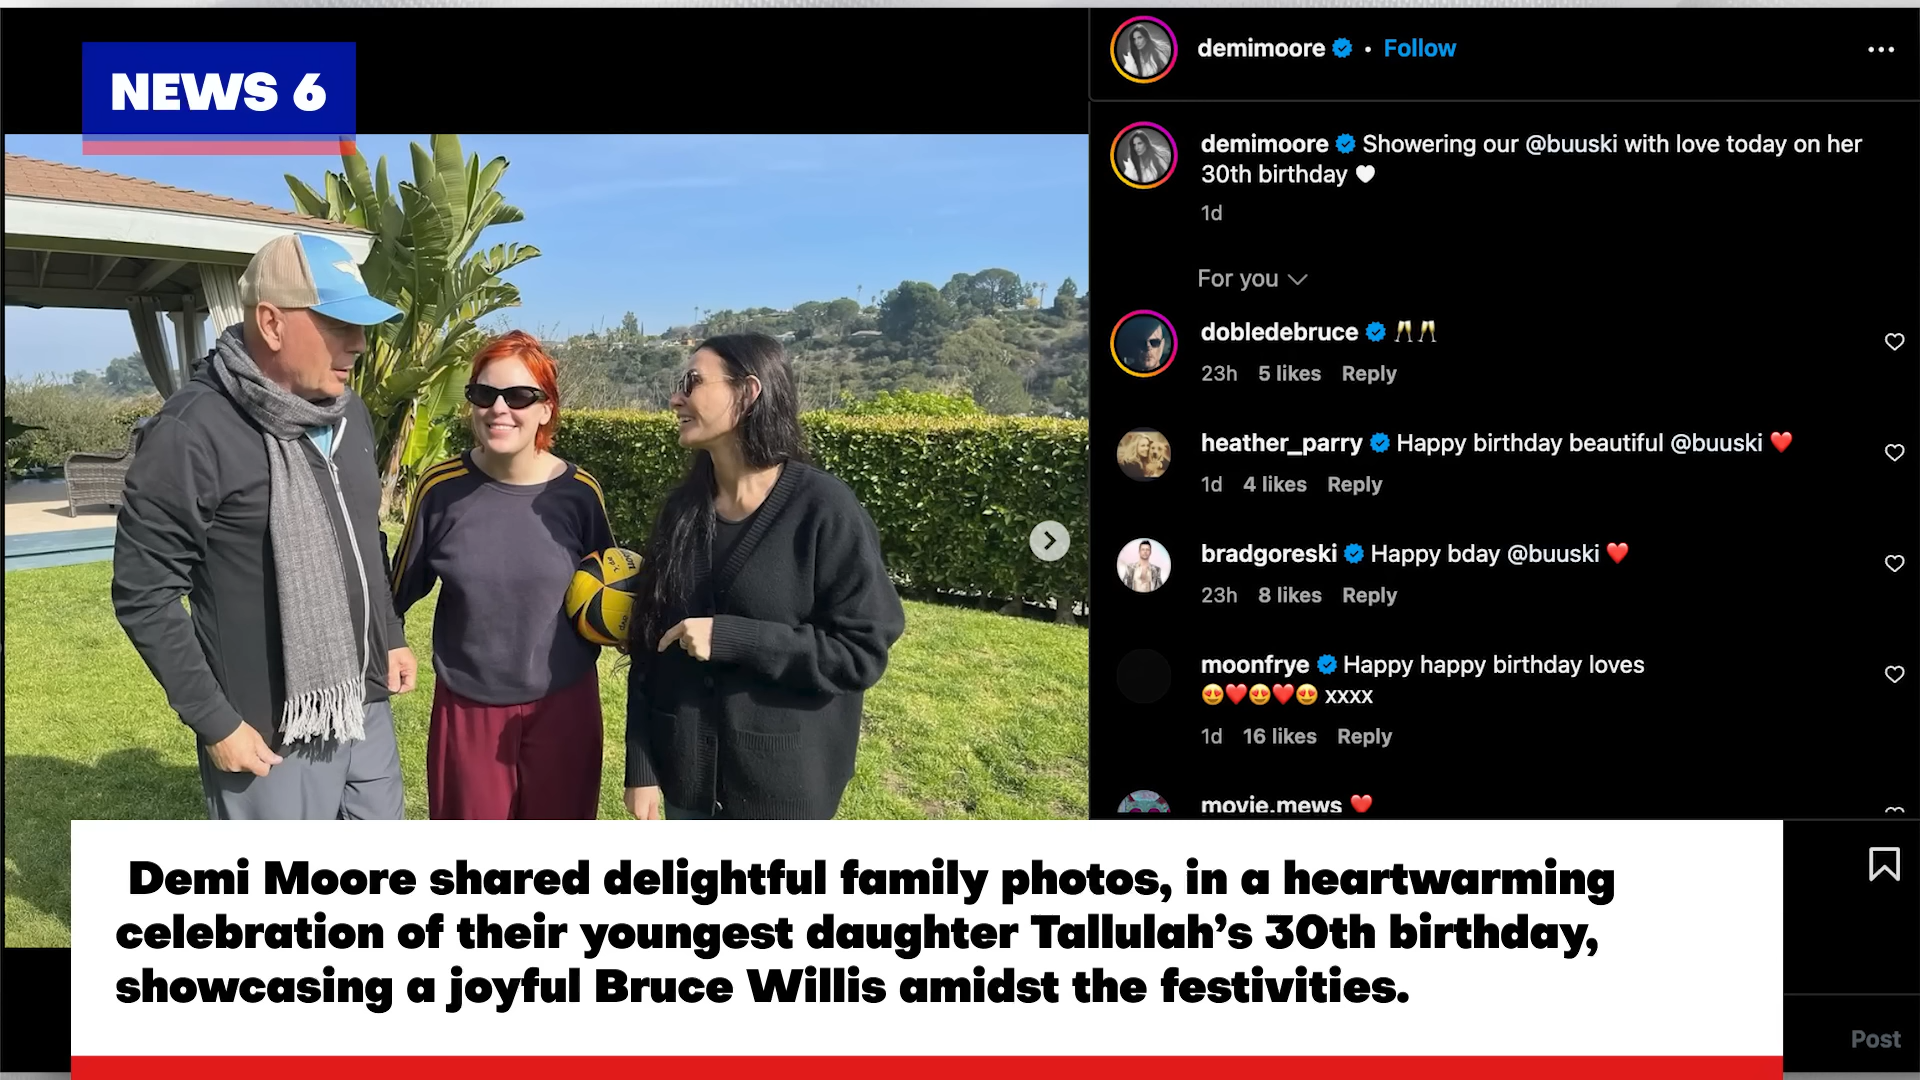 NEWS 6
demimoore • Follow
demimoore Showering our @buuski with love today on her
30th birthday 🤍
1d
For you
dobledebruce 🥂🥂
23h 5 likes Reply
heather_parry Happy birthday beautiful @buuski ❤️
1d 4 likes Reply
bradgoreski Happy bday @buuski ❤️
23h 8 likes Reply
moonfrye Happy happy birthday loves
😍❤️😍❤️😍 xxxx
1d 16 likes Reply
movie.mews ❤️
Demi Moore shared delightful family photos, in a heartwarming
celebration of their youngest daughter Tallulah’s 30th birthday,
showcasing a joyful Bruce Willis amidst the festivities.
Post